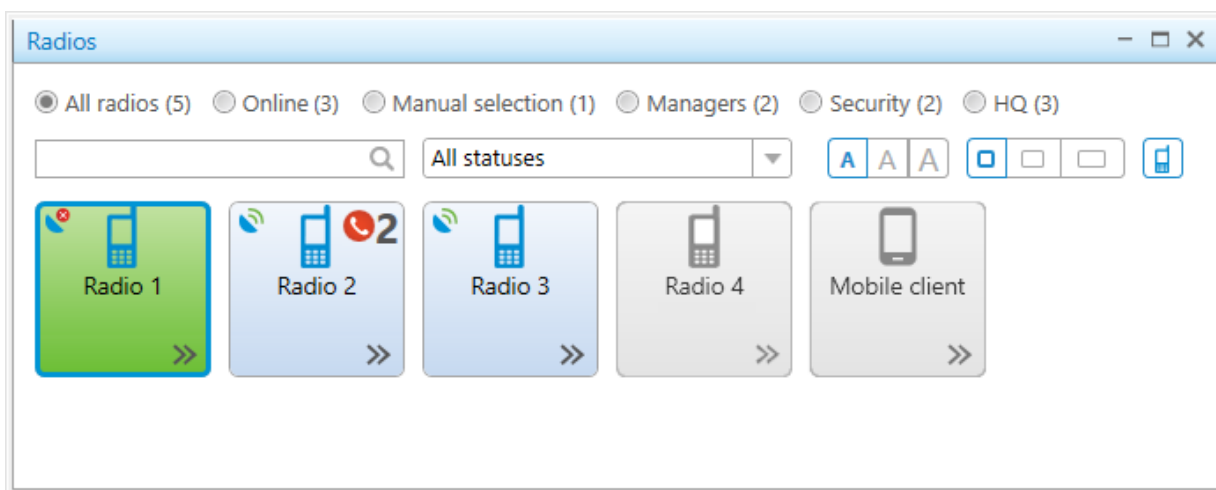 Radios
All radios (5) Online (3) Manual selection (1) Managers (2) Security (2) HQ (3)
All statuses A A A
2
Radio 1 Radio 2 Radio 3 Radio 4 Mobile client